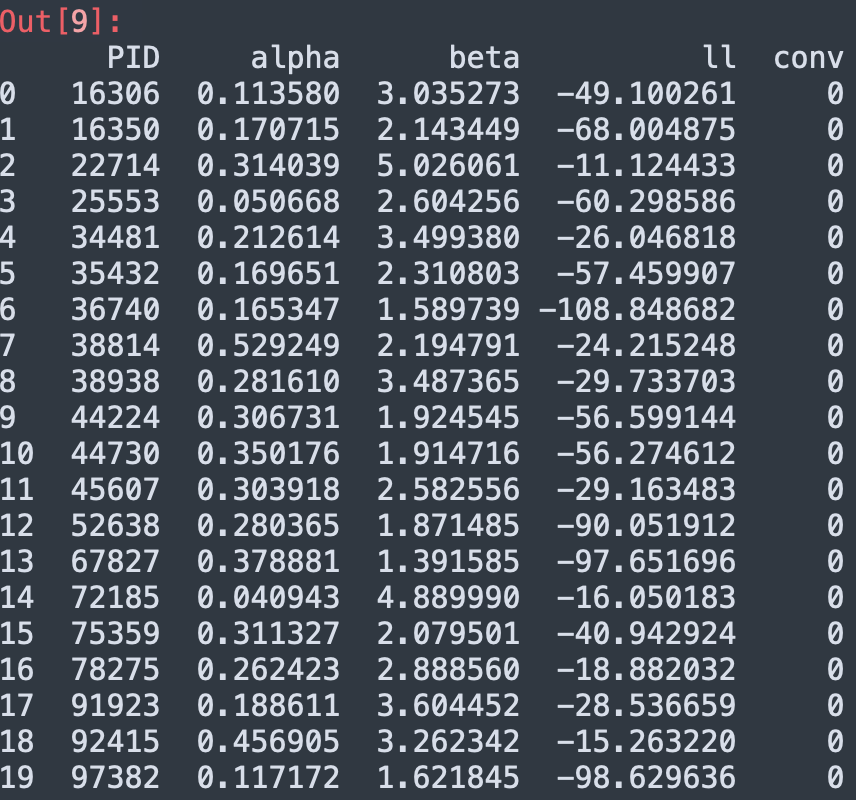 Out[9]:
PID alpha beta ll conv
0 16306 0.113580 3.035273 -49.100261 0
1 16350 0.170715 2.143449 -68.004875 0
2 22714 0.314039 5.026061 -11.124433 0
3 25553 0.050668 2.604256 -60.298586 0
4 34481 0.212614 3.499380 -26.046818 0
5 35432 0.169651 2.310803 -57.459907 0
6 36740 0.165347 1.589739 -108.848682 0
7 38814 0.529249 2.194791 -24.215248 0
8 38938 0.281610 3.487365 -29.733703 0
9 44224 0.306731 1.924545 -56.599144 0
10 44730 0.350176 1.914716 -56.274612 0
11 45607 0.303918 2.582556 -29.163483 0
12 52638 0.280365 1.871485 -90.051912 0
13 67827 0.378881 1.391585 -97.651696 0
14 72185 0.040943 4.889990 -16.050183 0
15 75359 0.311327 2.079501 -40.942924 0
16 78275 0.262423 2.888560 -18.882032 0
17 91923 0.188611 3.604452 -28.536659 0
18 92415 0.456905 3.262342 -15.263220 0
19 97382 0.117172 1.621845 -98.629636 0